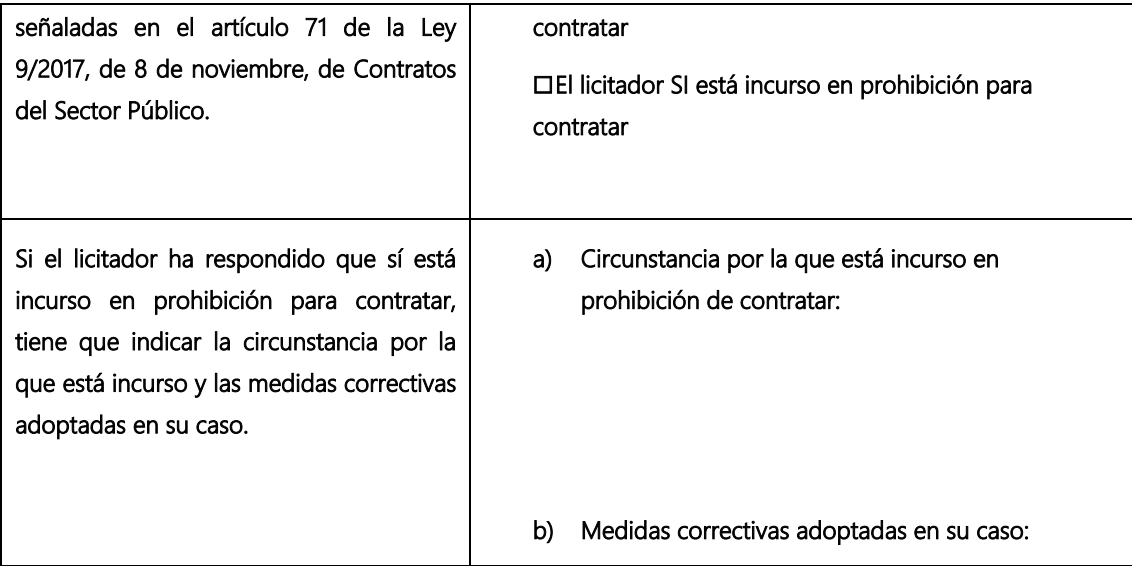 señaladas en el artículo 71 de la Ley
9/2017, de 8 de noviembre, de Contratos
del Sector Público.
contratar
☐El licitador SI está incurso en prohibición para
contratar
Si el licitador ha respondido que sí está
incurso en prohibición para contratar,
tiene que indicar la circunstancia por la
que está incurso y las medidas correctivas
adoptadas en su caso.
a) Circunstancia por la que está incurso en
prohibición de contratar:
b) Medidas correctivas adoptadas en su caso: